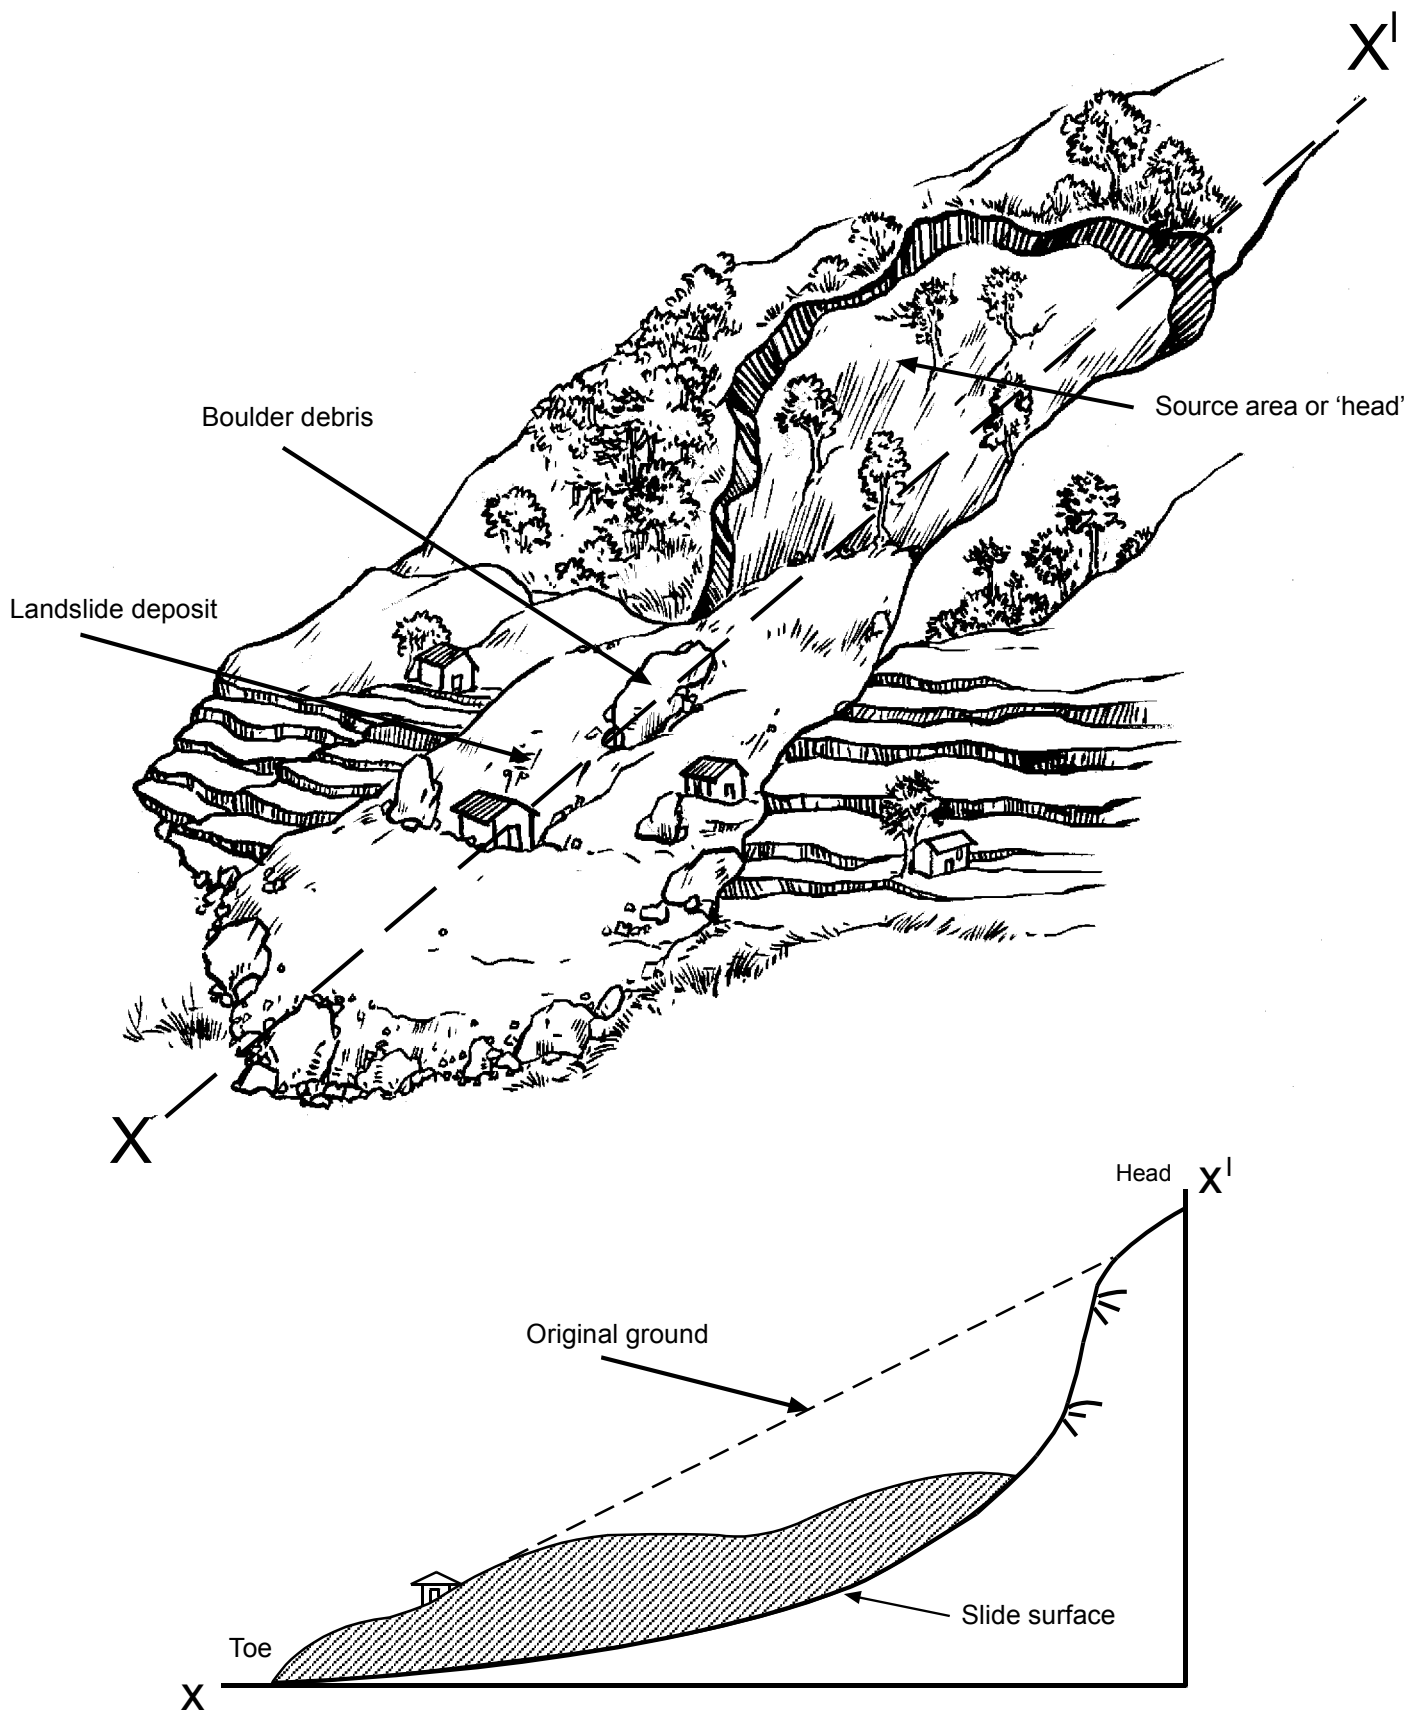 X|
Source area or ‘head’
Boulder debris
Landslide deposit
X
Head
x|
Original ground
Slide surface
Toe
x